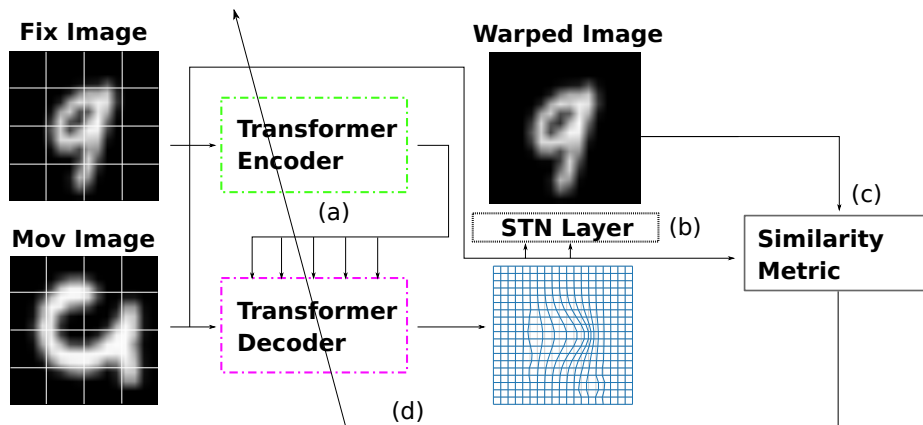 Fix Image
Warped Image
Transformer
Encoder
(a)
(c)
Mov Image
STN Layer
(b)
Similarity
Metric
Transformer
Decoder
(d)